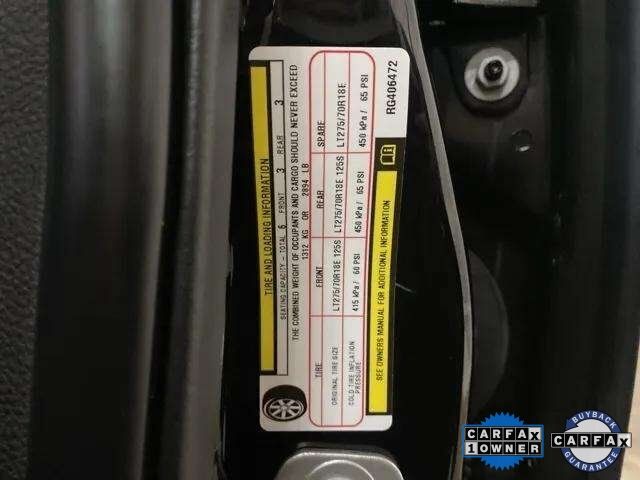 TIRE AND LOADING INFORMATION
SEATING CAPACITY - TOTAL 6 FRONT 3 REAR 3
THE COMBINED WEIGHT OF OCCUPANTS AND CARGO SHOULD NEVER EXCEED
1312 KG OR 2894 LB
TIRE FRONT REAR SPARE
ORIGINAL TIRE SIZE LT275/70R18E 125S LT275/70R18E 125S LT275/70R18E
COLD TIRE INFLATION PRESSURE 415 kPa / 60 PSI 450 kPa / 65 PSI 450 kPa / 65 PSI
SEE OWNERS MANUAL FOR ADDITIONAL INFORMATION
RG406472
CARFAX
1 OWNER
BUYBACK
CARFAX
GUARANTEE